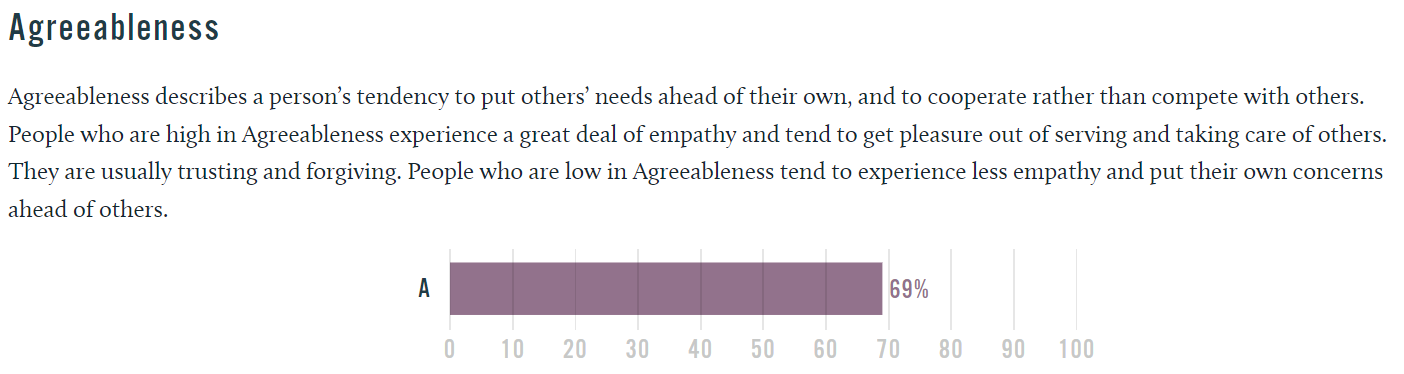 Agreeableness
Agreeableness describes a person’s tendency to put others’ needs ahead of their own, and to cooperate rather than compete with others.
People who are high in Agreeableness experience a great deal of empathy and tend to get pleasure out of serving and taking care of others.
They are usually trusting and forgiving. People who are low in Agreeableness tend to experience less empathy and put their own concerns
ahead of others.
A 69%
0 10 20 30 40 50 60 70 80 90 100